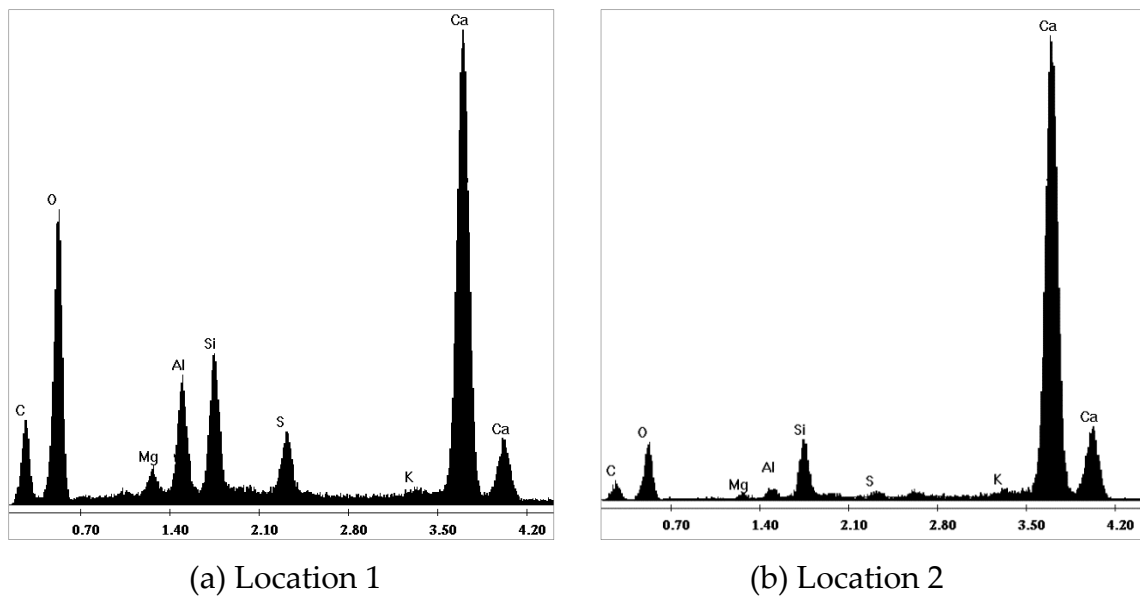 Ca
O
Si
Al
C
S
Ca
Mg
K
0.70 1.40 2.10 2.80 3.50 4.20
(a) Location 1
Ca
Ca
O
Si
C
Al
Mg
S
K
0.70 1.40 2.10 2.80 3.50 4.20
(b) Location 2